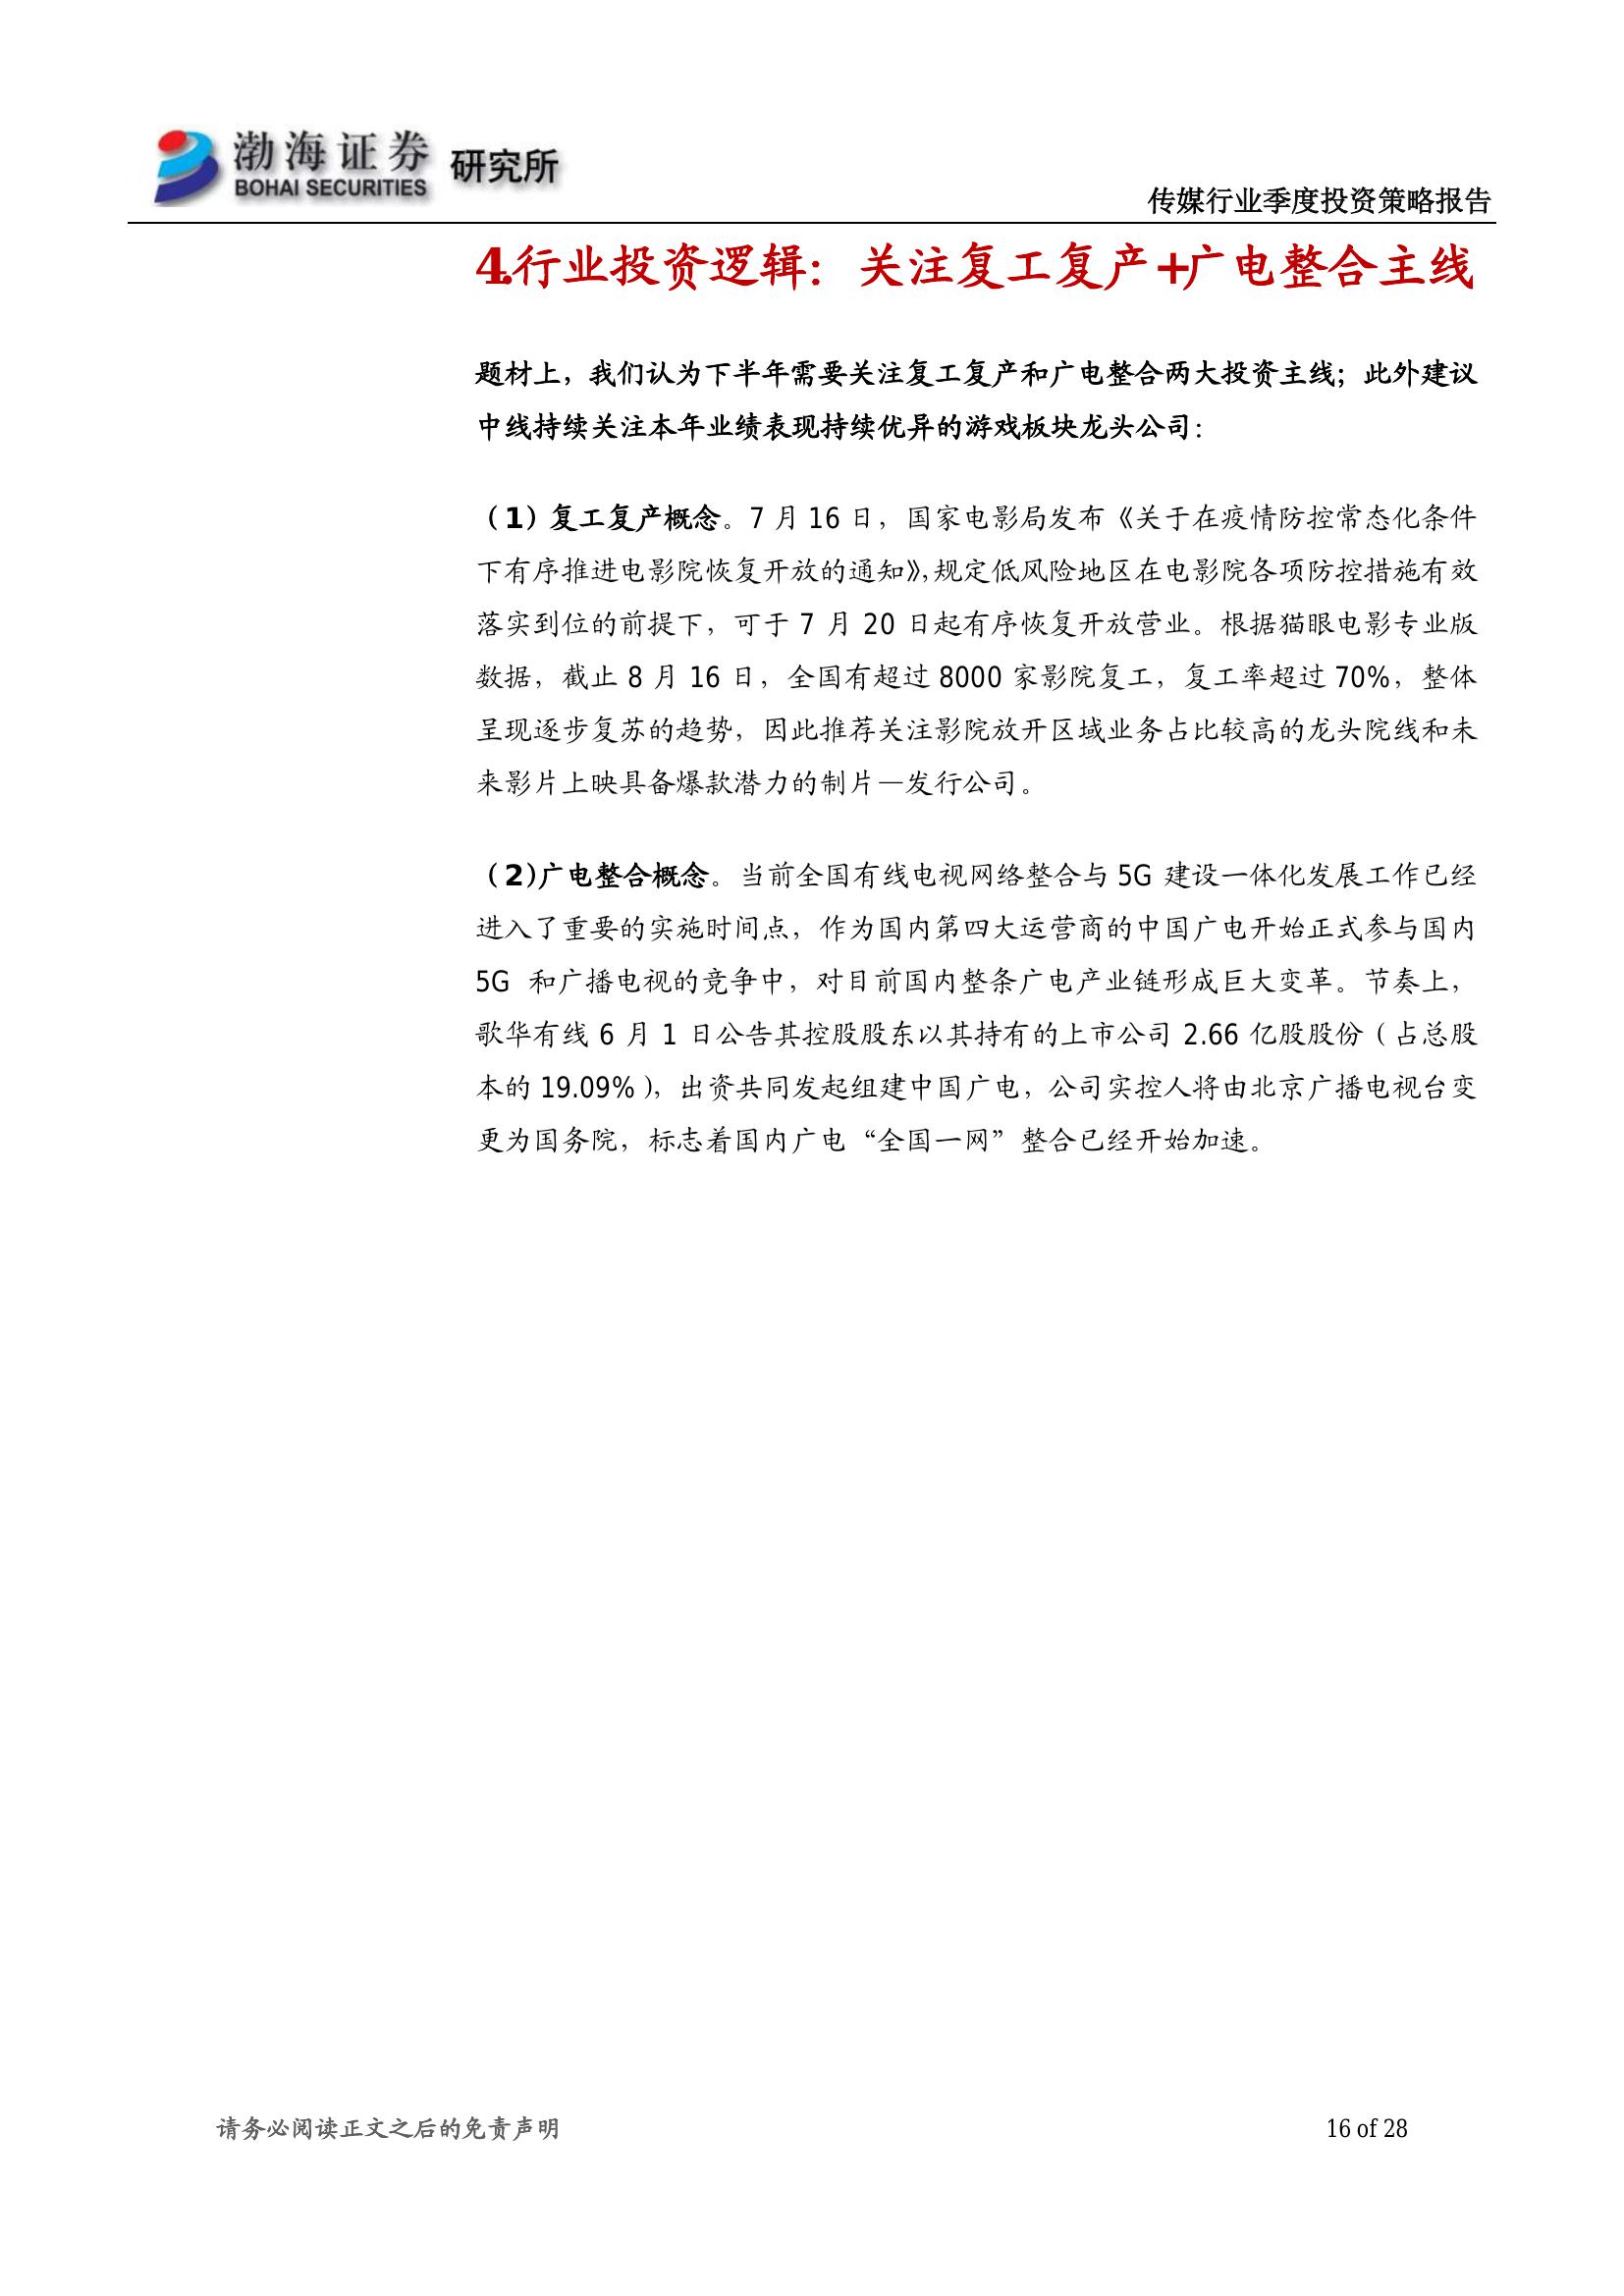 渤海证券
BOHAI SECURITIES
研究所
传媒行业季度投资策略报告
4.行业投资逻辑：关注复工复产+广电整合主线
题材上，我们认为下半年需要关注复工复产和广电整合两大投资主线；此外建议
中线持续关注本年业绩表现持续优异的游戏板块龙头公司：
（1）复工复产概念。7 月 16 日，国家电影局发布《关于在疫情防控常态化条件
下有序推进电影院恢复开放的通知》，规定低风险地区在电影院各项防控措施有效
落实到位的前提下，可于 7 月 20 日起有序恢复开放营业。根据猫眼电影专业版
数据，截止 8 月 16 日，全国有超过 8000 家影院复工，复工率超过 70%，整体
呈现逐步复苏的趋势，因此推荐关注影院放开区域业务占比较高的龙头院线和未
来影片上映具备爆款潜力的制片—发行公司。
（2）广电整合概念。当前全国有线电视网络整合与 5G 建设一体化发展工作已经
进入了重要的实施时间点，作为国内第四大运营商的中国广电开始正式参与国内
5G 和广播电视的竞争中，对目前国内整条广电产业链形成巨大变革。节奏上，
歌华有线 6 月 1 日公告其控股股东以其持有的上市公司 2.66 亿股股份（占总股
本的 19.09%），出资共同发起组建中国广电，公司实控人将由北京广播电视台变
更为国务院，标志着国内广电“全国一网”整合已经开始加速。
请务必阅读正文之后的免责声明
16 of 28